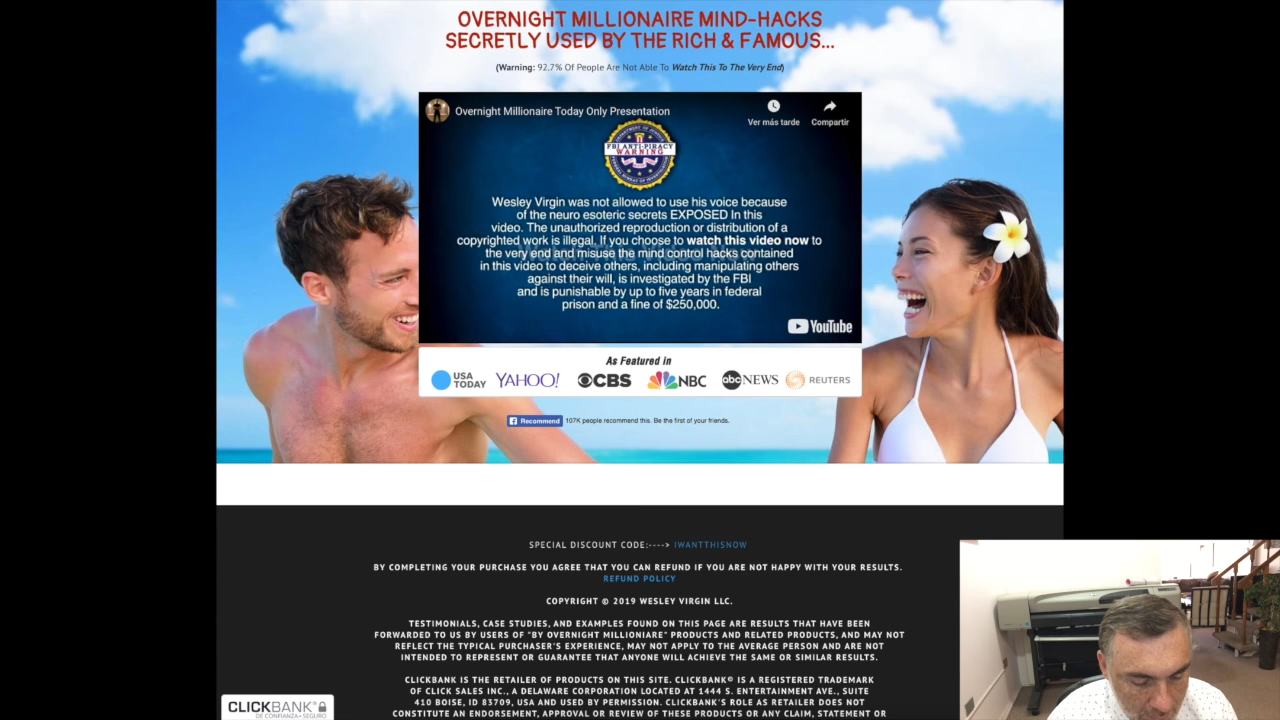 OVERNIGHT MILLIONAIRE MIND-HACKS
SECRETLY USED BY THE RICH & FAMOUS...
(Warning: 92.7% Of People Are Not Able To Watch This To The Very End)
Overnight Millionaire Today Only Presentation
Ver más tarde
Compartir
DEPARTMENT OF JUSTICE
FBI ANTI-PIRACY
WARNING
Wesley Virgin was not allowed to use his voice because
of the neuro esoteric secrets EXPOSED In this
video. The unauthorized reproduction or distribution of a
copyrighted work is illegal. If you choose to watch this video now to
the very end and misuse the mind control hacks contained
in this video to deceive others, including manipulating others
against their will, is investigated by the FBI
and is punishable by up to five years in federal
prison and a fine of $250,000.
YouTube
As Featured in
USA TODAY YAHOO! CBS NBC abc NEWS REUTERS
Recommend 107K people recommend this. Be the first of your friends.
SPECIAL DISCOUNT CODE:----> IWANTTHISNOW
BY COMPLETING YOUR PURCHASE YOU AGREE THAT YOU CAN REFUND IF YOU ARE NOT HAPPY WITH YOUR RESULTS.
REFUND POLICY
COPYRIGHT © 2019 WESLEY VIRGIN LLC.
TESTIMONIALS, CASE STUDIES, AND EXAMPLES FOUND ON THIS PAGE ARE RESULTS THAT HAVE BEEN
FORWARDED TO US BY USERS OF "BY OVERNIGHT MILLIONIARE" PRODUCTS AND RELATED PRODUCTS, AND MAY NOT
REFLECT THE TYPICAL PURCHASER'S EXPERIENCE, MAY NOT APPLY TO THE AVERAGE PERSON AND ARE NOT
INTENDED TO REPRESENT OR GUARANTEE THAT ANYONE WILL ACHIEVE THE SAME OR SIMILAR RESULTS.
CLICKBANK IS THE RETAILER OF PRODUCTS ON THIS SITE. CLICKBANK® IS A REGISTERED TRADEMARK
OF CLICK SALES INC., A DELAWARE CORPORATION LOCATED AT 1444 S. ENTERTAINMENT AVE., SUITE
410 BOISE, ID 83709, USA AND USED BY PERMISSION. CLICKBANK'S ROLE AS RETAILER DOES NOT
CONSTITUTE AN ENDORSEMENT, APPROVAL OR REVIEW OF THESE PRODUCTS OR ANY CLAIM, STATEMENT OR
CLICKBANK®
DE CONFIANZA • SEGURO